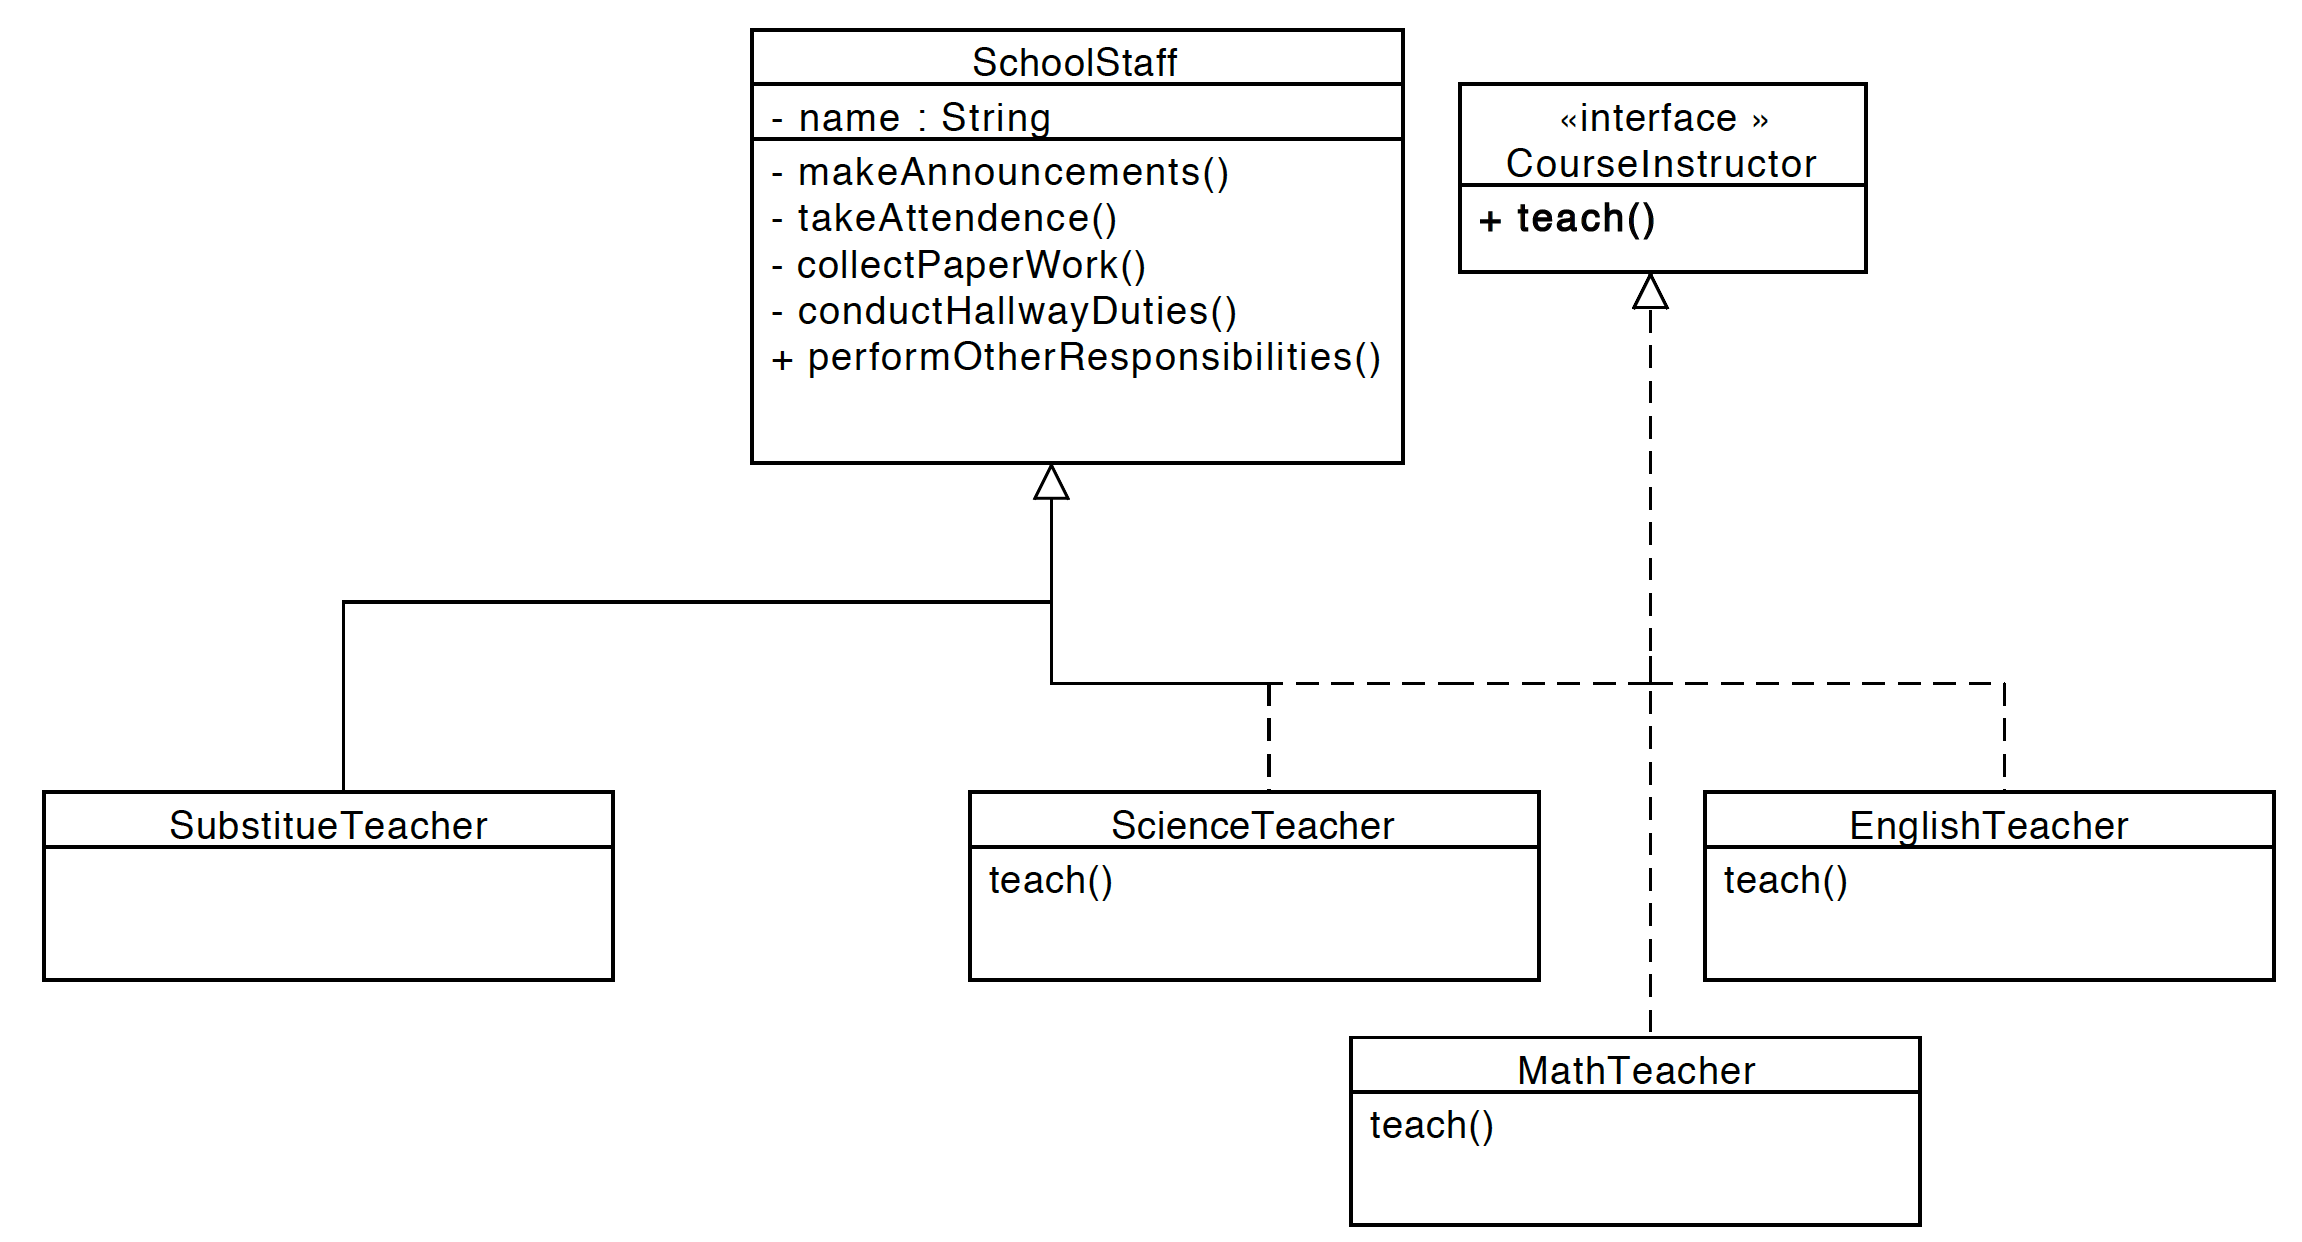 SchoolStaff
- name : String
- makeAnnouncements()
- takeAttendence()
- collectPaperWork()
- conductHallwayDuties()
+ performOtherResponsibilities()
«interface »
CourseInstructor
+ teach()
SubstitueTeacher
ScienceTeacher
teach()
EnglishTeacher
teach()
MathTeacher
teach()